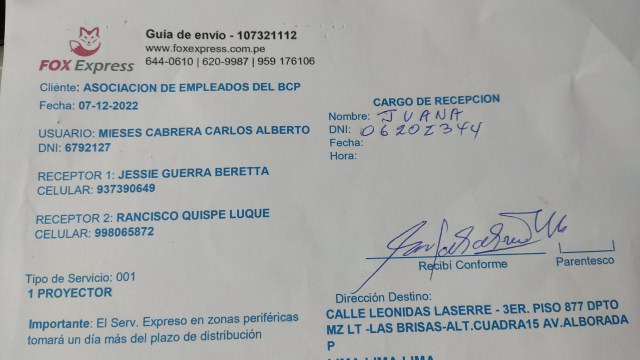 FOX Express
Guia de envío - 107321112
www.foxexpress.com.pe
644-0610 | 620-9987 | 959 176106
Cliente: ASOCIACION DE EMPLEADOS DEL BCP
Fecha: 07-12-2022
USUARIO: MIESES CABRERA CARLOS ALBERTO
DNI: 6792127
RECEPTOR 1: JESSIE GUERRA BERETTA
CELULAR: 937390649
RECEPTOR 2: RANCISCO QUISPE LUQUE
CELULAR: 998065872
Tipo de Servicio: 001
1 PROYECTOR
Importante: El Serv. Expreso en zonas periféricas
tomará un día más del plazo de distribución
CARGO DE RECEPCION
Nombre: JUANA
DNI: 06202344
Fecha:
Hora:
Recibí Conforme
Parentesco
Dirección Destino:
CALLE LEONIDAS LASERRE - 3ER. PISO 877 DPTO
MZ LT -LAS BRISAS-ALT.CUADRA15 AV.ALBORADA
P
LIMA-LIMA-LIMA